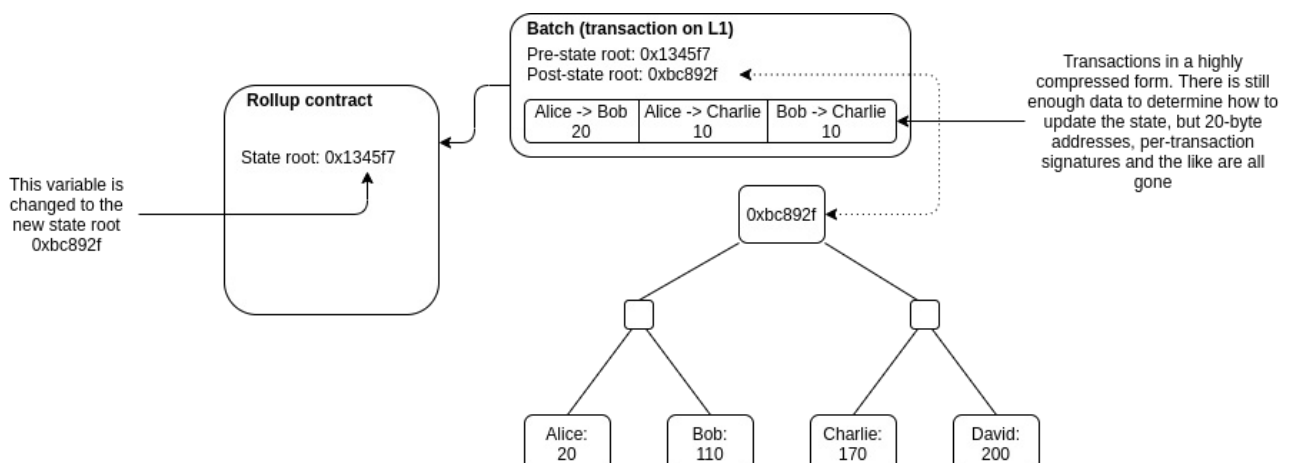 Batch (transaction on L1)
Pre-state root: 0x1345f7
Post-state root: 0xbc892f
Alice -> Bob
20
Alice -> Charlie
10
Bob -> Charlie
10
Transactions in a highly
compressed form. There is still
enough data to determine how to
update the state, but 20-byte
addresses, per-transaction
signatures and the like are all
gone
Rollup contract
State root: 0x1345f7
This variable is
changed to the
new state root
0xbc892f
0xbc892f
Alice:
20
Bob:
110
Charlie:
170
David:
200